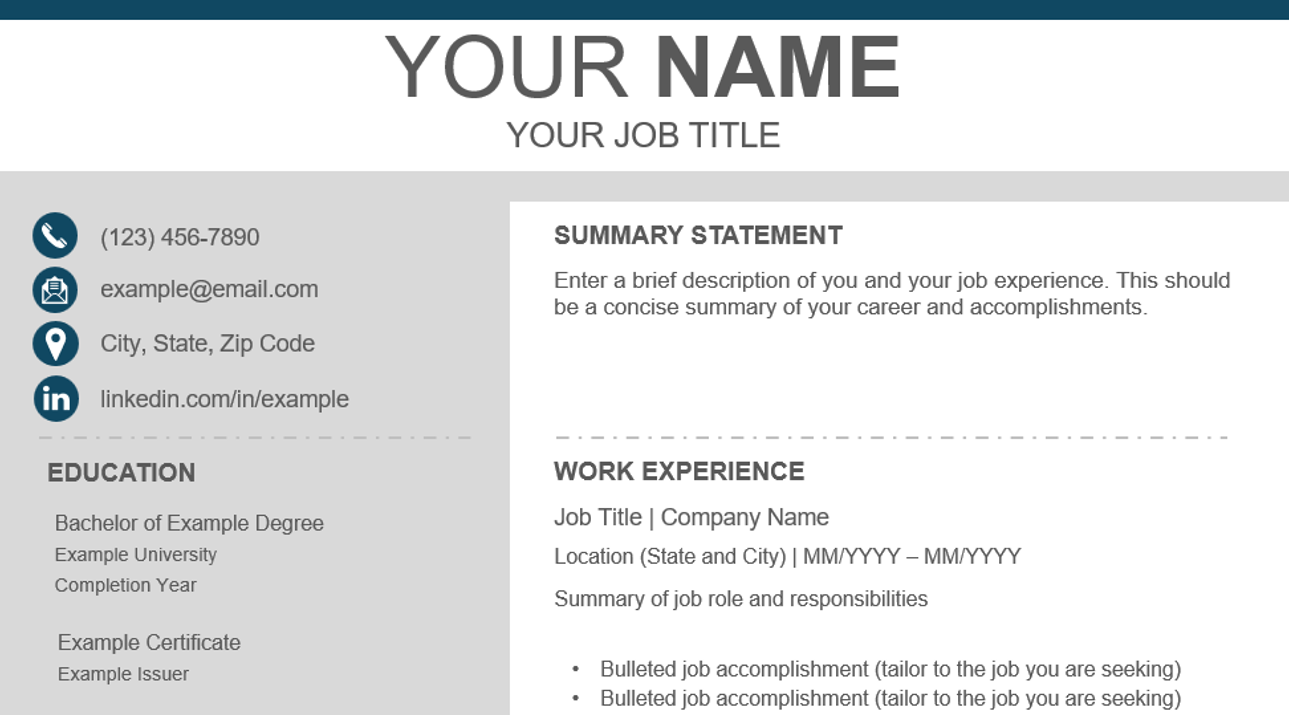 YOUR NAME
YOUR JOB TITLE
(123) 456-7890
example@email.com
City, State, Zip Code
in linkedin.com/in/example
EDUCATION
Bachelor of Example Degree
Example University
Completion Year
Example Certificate
Example Issuer
SUMMARY STATEMENT
Enter a brief description of you and your job experience. This should
be a concise summary of your career and accomplishments.
WORK EXPERIENCE
Job Title | Company Name
Location (State and City) | MM/YYYY – MM/YYYY
Summary of job role and responsibilities
• Bulleted job accomplishment (tailor to the job you are seeking)
• Bulleted job accomplishment (tailor to the job you are seeking)